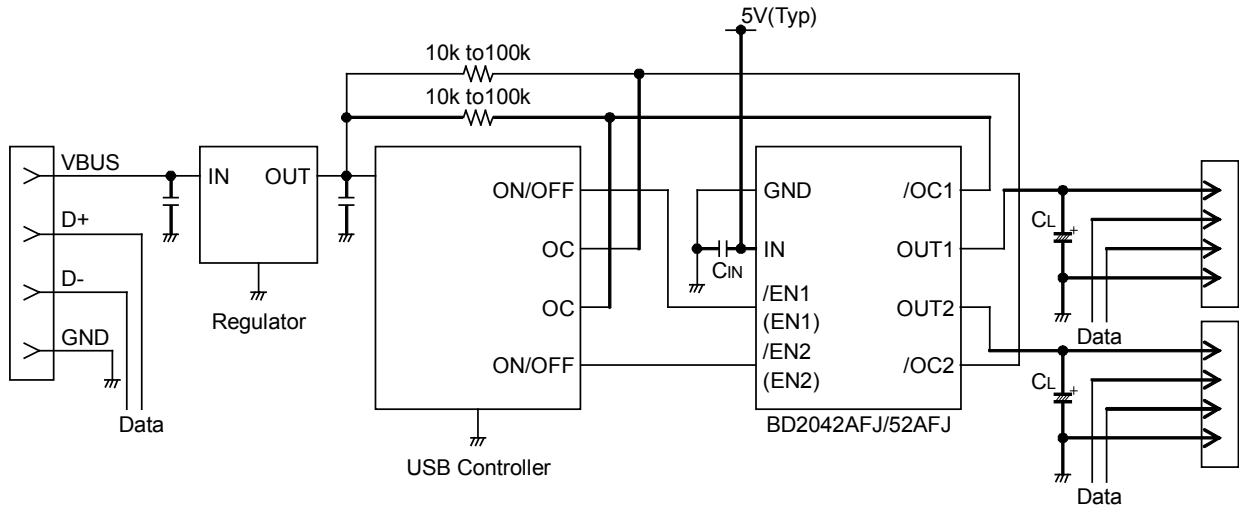 5V(Typ)
10k to100k
10k to100k
VBUS
D+
D-
GND
Data
IN OUT
Regulator
ON/OFF
OC
OC
ON/OFF
USB Controller
CIN
GND /OC1
IN OUT1
/EN1
(EN1) OUT2
/EN2
(EN2) /OC2
BD2042AFJ/52AFJ
CL
+
Data
CL
+
Data